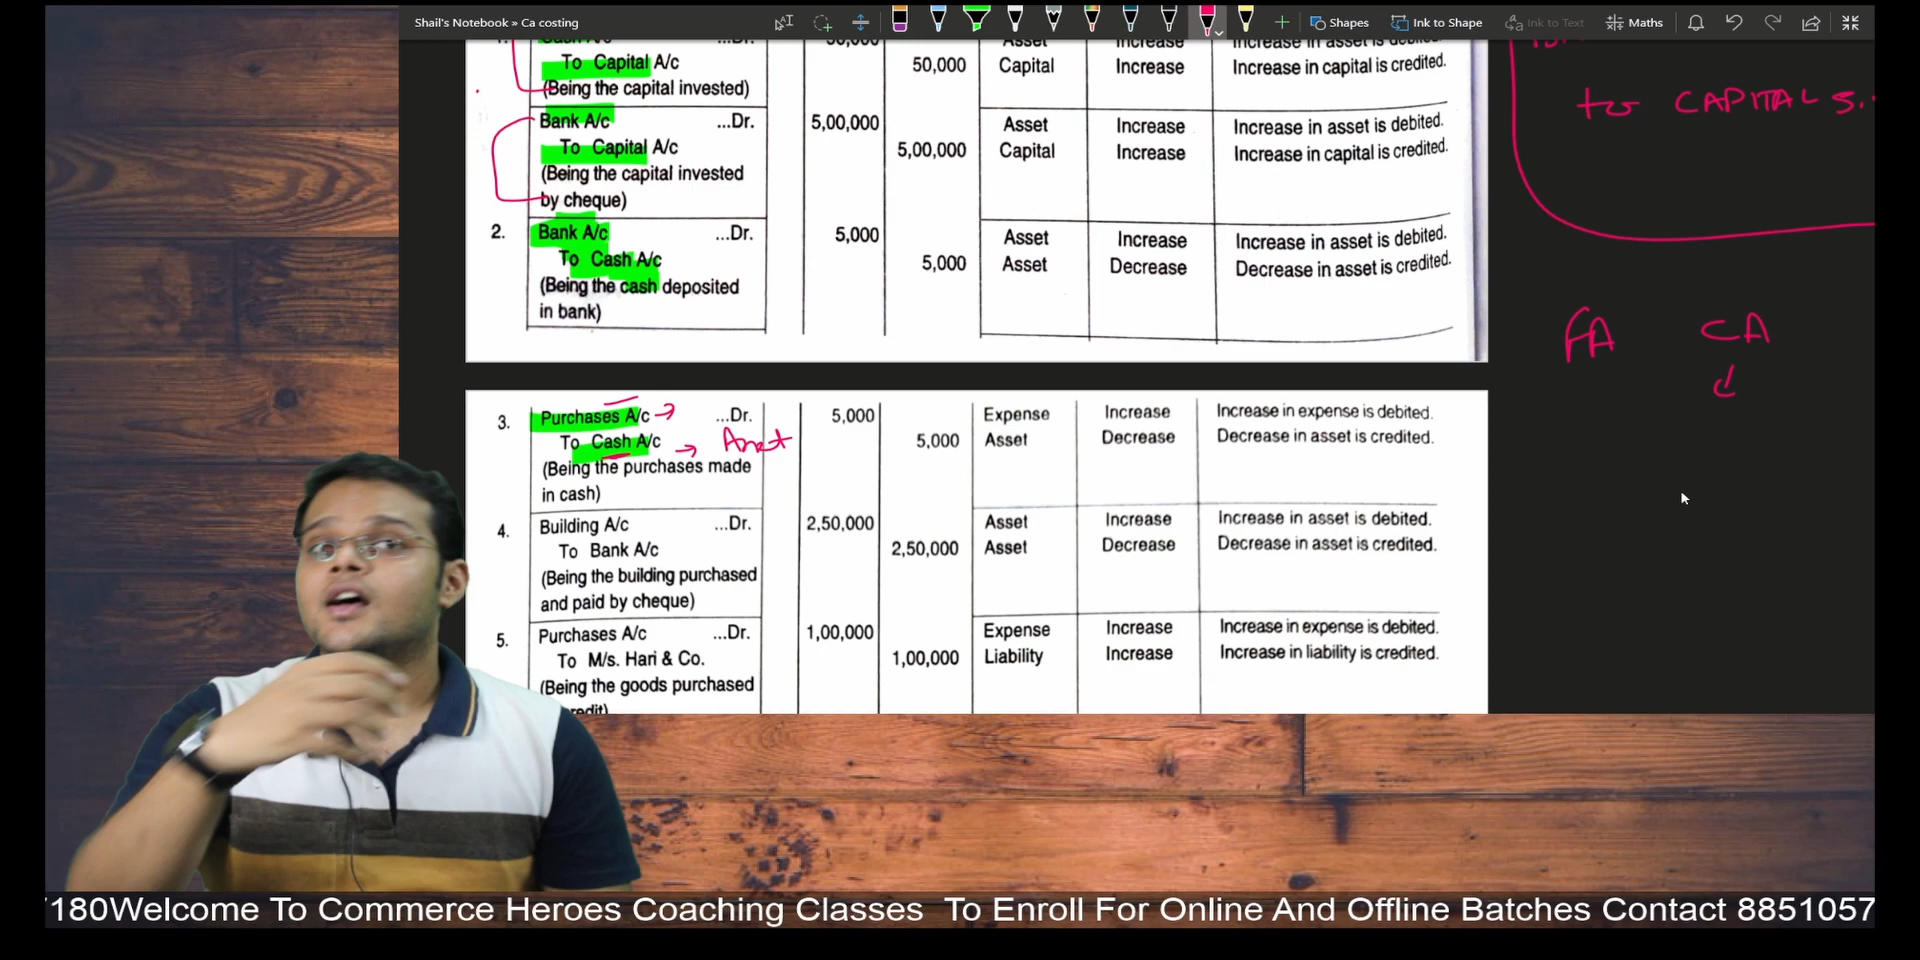 Shail's Notebook » Ca costing
Shapes Ink to Shape Ink to Text Maths
To Capital A/c 50,000 Capital Increase Increase in capital is credited.
(Being the capital invested)
Bank A/c ...Dr. 5,00,000 Asset Increase Increase in asset is debited.
To Capital A/c 5,00,000 Capital Increase Increase in capital is credited.
(Being the capital invested
by cheque)
2. Bank A/c ...Dr. 5,000 Asset Increase Increase in asset is debited.
To Cash A/c 5,000 Asset Decrease Decrease in asset is credited.
(Being the cash deposited
in bank)
to CAPITAL
FA CA
3. Purchases A/c ...Dr. 5,000 Expense Increase Increase in expense is debited.
To Cash A/c 5,000 Asset Decrease Decrease in asset is credited.
(Being the purchases made
in cash)
4. Building A/c ...Dr. 2,50,000 Asset Increase Increase in asset is debited.
To Bank A/c 2,50,000 Asset Decrease Decrease in asset is credited.
(Being the building purchased
and paid by cheque)
5. Purchases A/c ...Dr. 1,00,000 Expense Increase Increase in expense is debited.
To M/s. Hari & Co. 1,00,000 Liability Increase Increase in liability is credited.
(Being the goods purchased
180Welcome To Commerce Heroes Coaching Classes To Enroll For Online And Offline Batches Contact 8851057